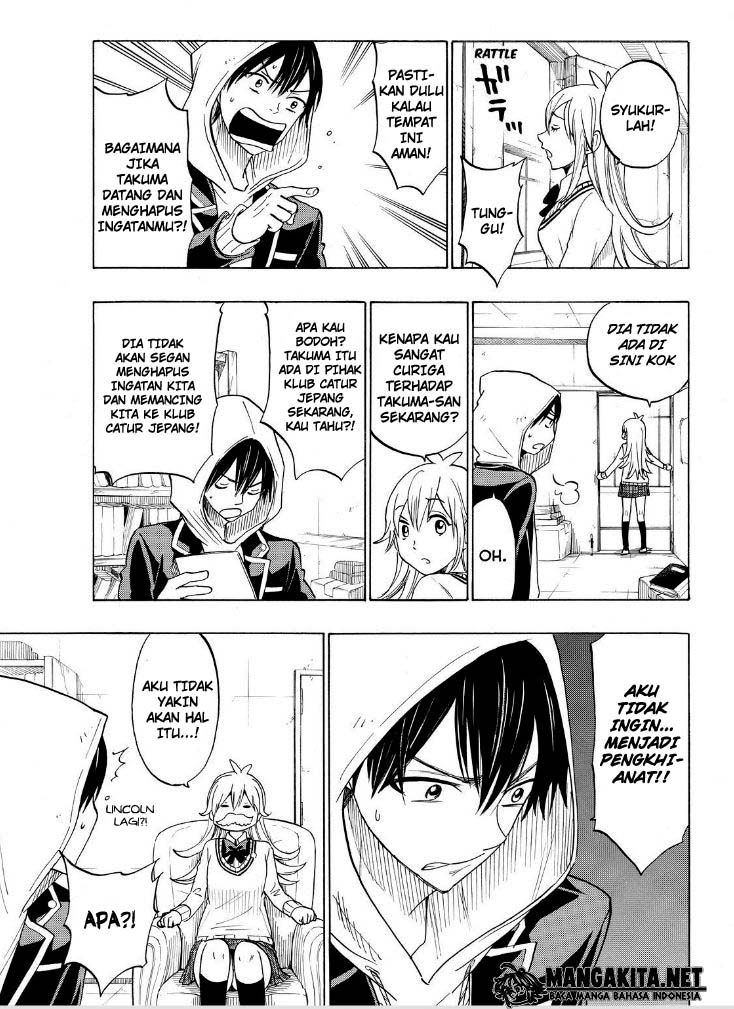 RATTLE
ガラ
SYUKUR-
LAH!
TUNG-
GU!
PASTI-
KAN DULU
KALAU
TEMPAT
INI
AMAN!
BAGAIMANA
JIKA
TAKUMA
DATANG DAN
MENGHAPUS
INGATANMU?!
DIA TIDAK
ADA DI
SINI KOK
OH.
KENAPA KAU
SANGAT
CURIGA
TERHADAP
TAKUMA-SAN
SEKARANG?
APA KAU
BODOH?
TAKUMA ITU
ADA DI PIHAK
KLUB CATUR
JEPANG
SEKARANG,
KAU TAHU?!
DIA TIDAK
AKAN SEGAN
MENGHAPUS
INGATAN KITA
DAN MEMANCING
KITA KE KLUB
CATUR JEPANG!
AKU
TIDAK
INGIN...
MENJADI
PENGKHI-
ANAT!!
AKU TIDAK
YAKIN
AKAN HAL
ITU...!
LINCOLN
LAGI?!
APA?!
MANGAKITA.NET
BACA MANGA BAHASA INDONESIA